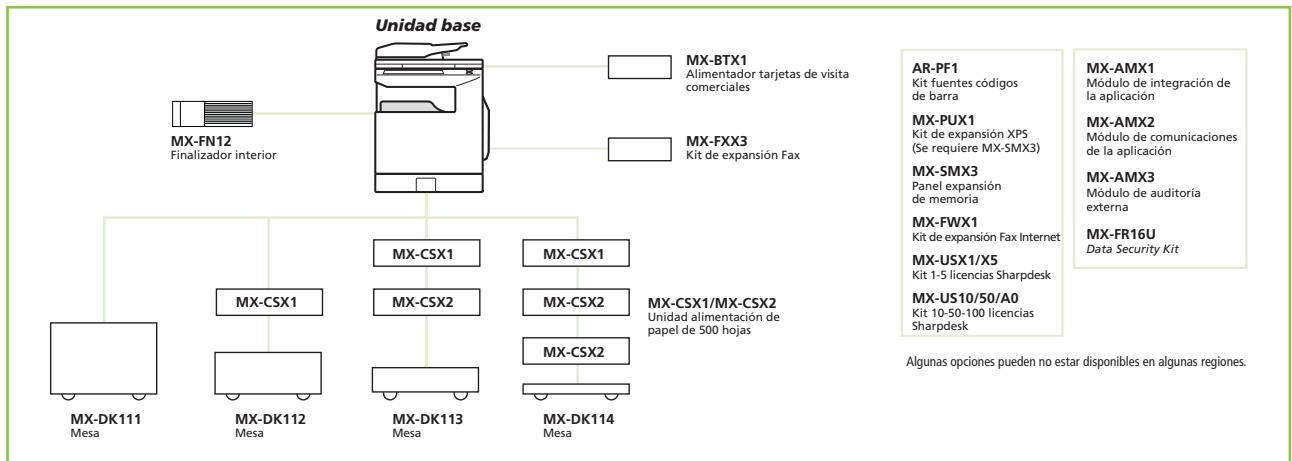 Unidad base
MX-BTX1
Alimentador tarjetas de visita
comerciales
MX-FN12
Finalizador interior
MX-FXX3
Kit de expansión Fax
MX-CSX1
MX-CSX1
MX-CSX1
MX-CSX2
MX-CSX2
MX-CSX2
MX-CSX1/MX-CSX2
Unidad alimentación de
papel de 500 hojas
MX-DK111
Mesa
MX-DK112
Mesa
MX-DK113
Mesa
MX-DK114
Mesa
AR-PF1
Kit fuentes códigos
de barra
MX-PUX1
Kit de expansión XPS
(Se requiere MX-SMX3)
MX-SMX3
Panel expansión
de memoria
MX-FWX1
Kit de expansión Fax Internet
MX-USX1/X5
Kit 1-5 licencias Sharpdesk
MX-US10/50/A0
Kit 10-50-100 licencias
Sharpdesk
MX-AMX1
Módulo de integración de
la aplicación
MX-AMX2
Módulo de comunicaciones
de la aplicación
MX-AMX3
Módulo de auditoría
externa
MX-FR16U
Data Security Kit
Algunas opciones pueden no estar disponibles en algunas regiones.